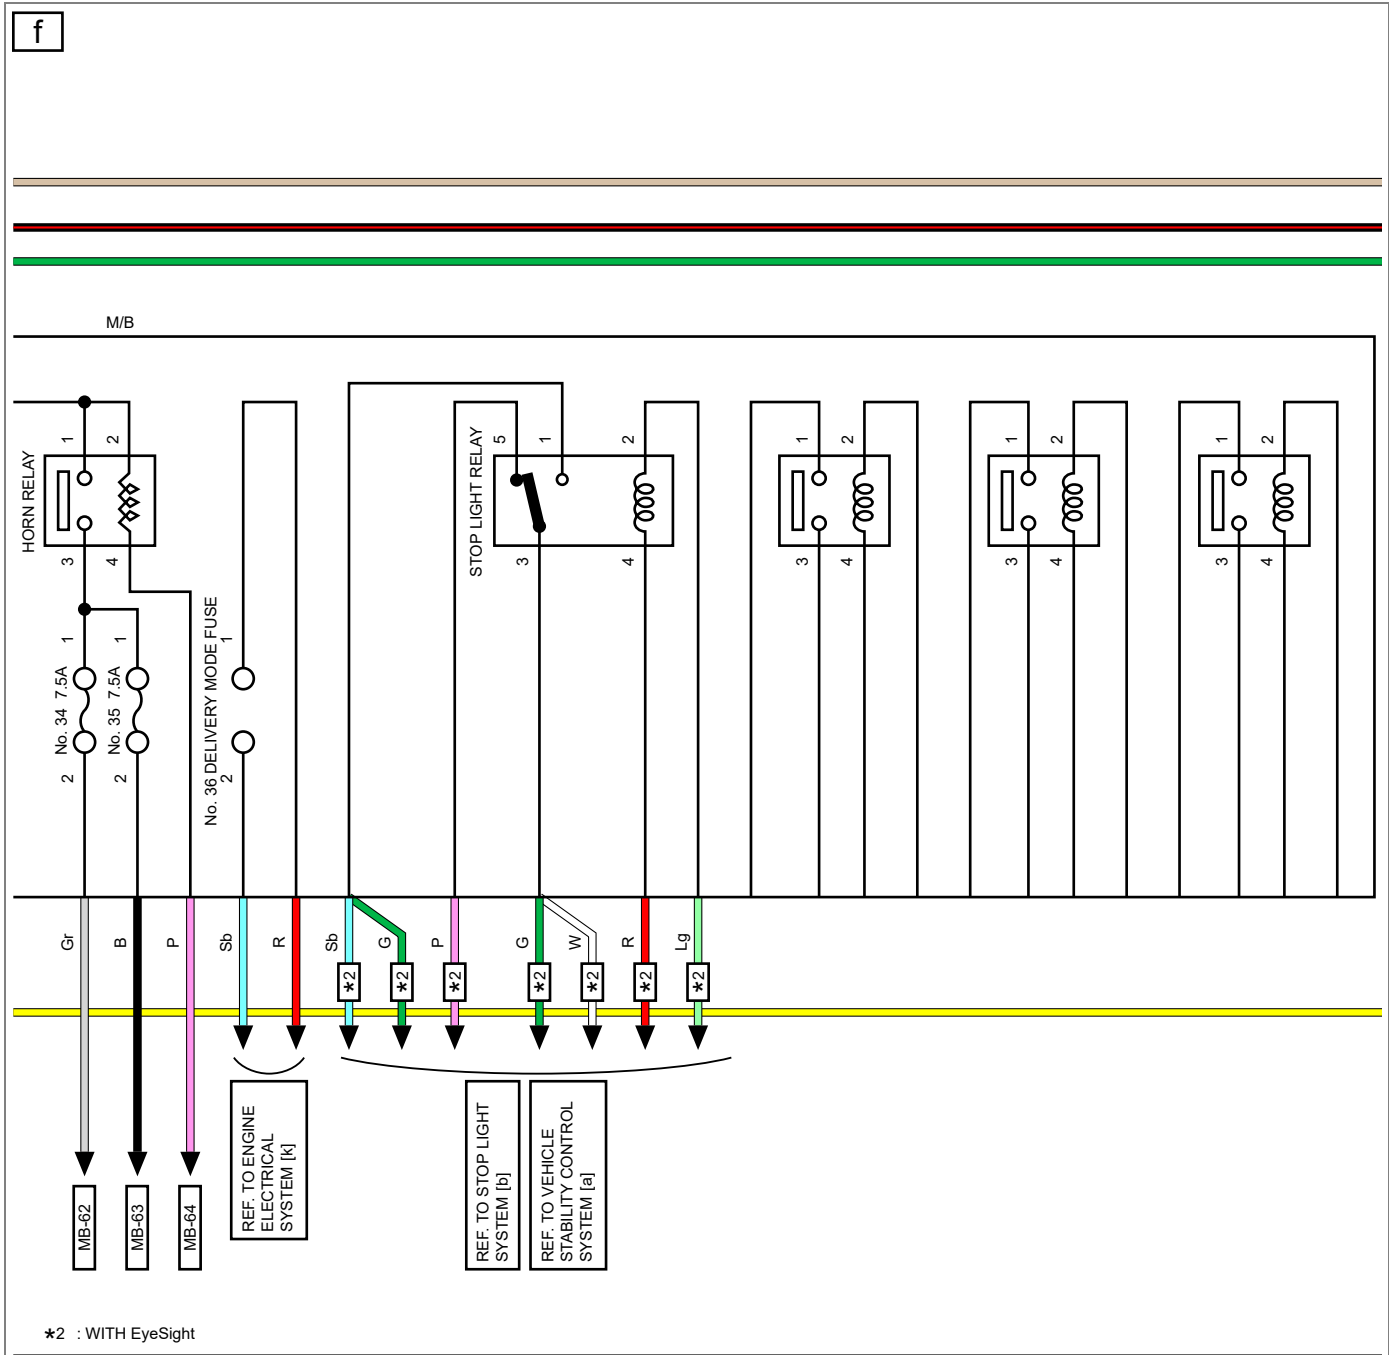 f
M/B
HORN RELAY
1
2
3
4
No. 34 7.5A
1
2
No. 35 7.5A
1
2
No. 36 DELIVERY MODE FUSE
1
2
STOP LIGHT RELAY
5
1
2
3
4
1
2
3
4
1
2
3
4
1
2
3
4
Gr
B
P
Sb
R
Sb
G
P
G
W
R
Lg
*2
*2
*2
*2
*2
*2
*2
MB-62
MB-63
MB-64
REF. TO ENGINE
ELECTRICAL
SYSTEM [k]
REF. TO STOP LIGHT
SYSTEM [b]
REF. TO VEHICLE
STABILITY CONTROL
SYSTEM [a]
*2 : WITH EyeSight